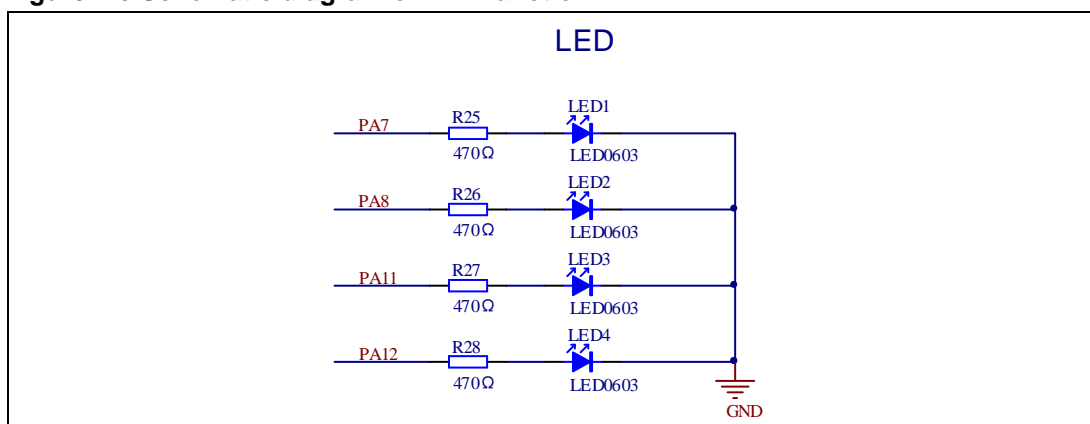 LED
LED1
PA7 R25
470Ω LED0603
LED2
PA8 R26
470Ω LED0603
LED3
PA11 R27
470Ω LED0603
LED4
PA12 R28
470Ω LED0603
GND